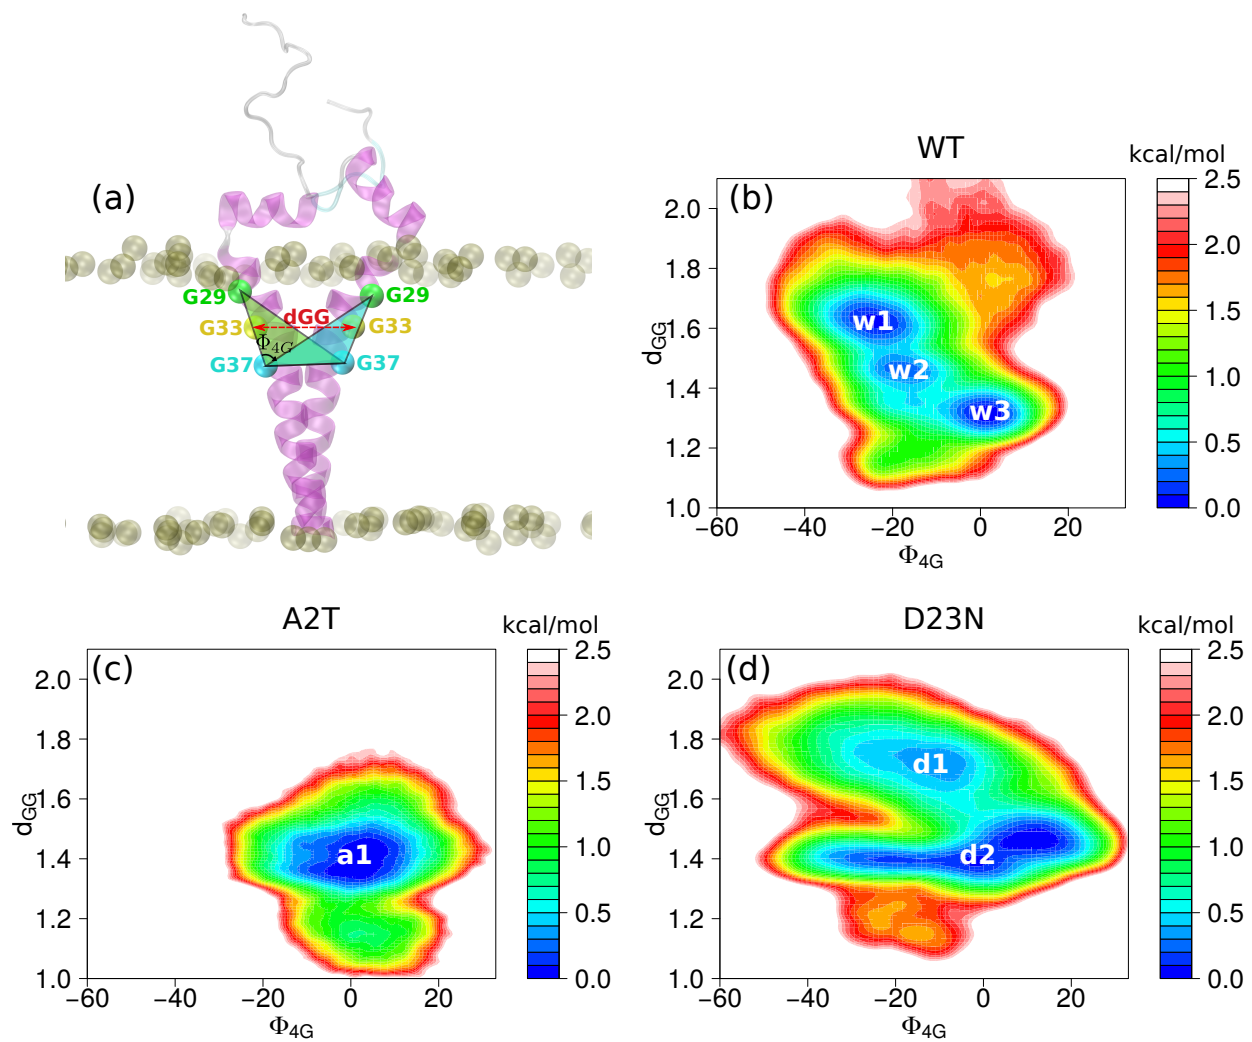 (a)
G29
G29
G33
dGG
G33
Φ4G
G37
G37
WT
kcal/mol
(b)
2.0
1.8
1.6
1.4
1.2
1.0
dGG
w1
w2
w3
−60
−40
−20
0
20
Φ4G
2.5
2.0
1.5
1.0
0.5
0.0
A2T
kcal/mol
(c)
2.0
1.8
1.6
1.4
1.2
1.0
dGG
a1
−60
−40
−20
0
20
Φ4G
2.5
2.0
1.5
1.0
0.5
0.0
D23N
kcal/mol
(d)
2.0
1.8
1.6
1.4
1.2
1.0
dGG
d1
d2
−60
−40
−20
0
20
Φ4G
2.5
2.0
1.5
1.0
0.5
0.0